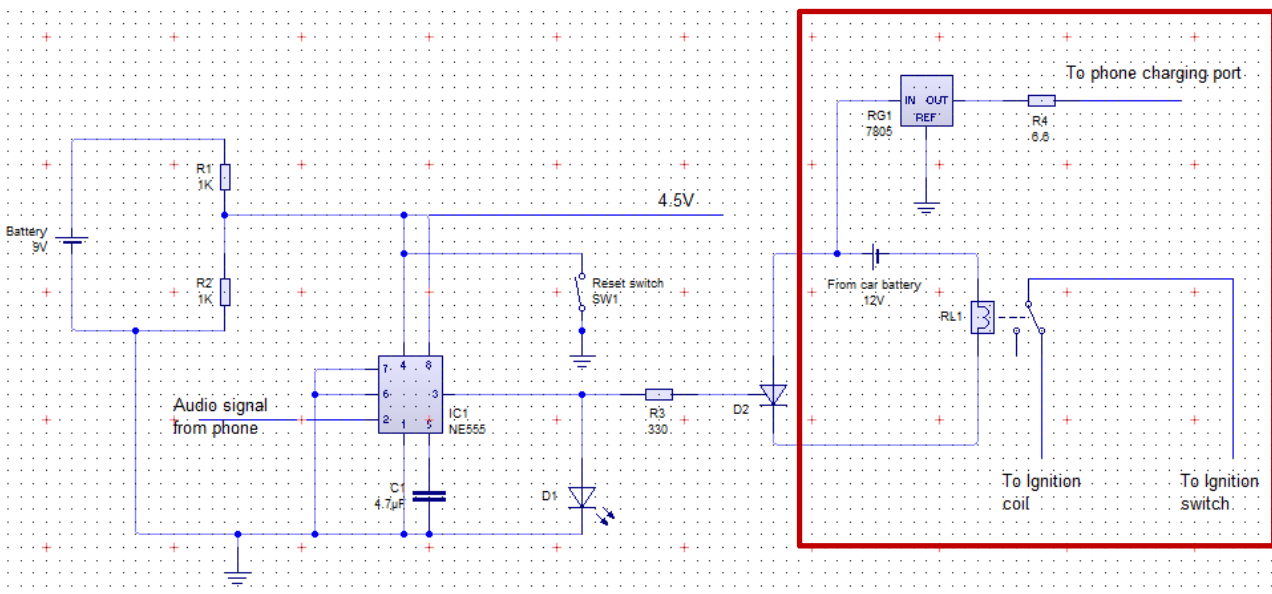 To phone charging port
IN OUT
REF
RG1
7805
R4
6.6
R1
1K
4.5V
Battery
9V
R2
1K
Reset switch
SW1
From car battery
12V
RL1
7 4 8
6 3
2 1 5
Audio signal
from phone
IC1
NE555
R3
330
D2
C1
4.7µF
D1
To Ignition
coil
To Ignition
switch